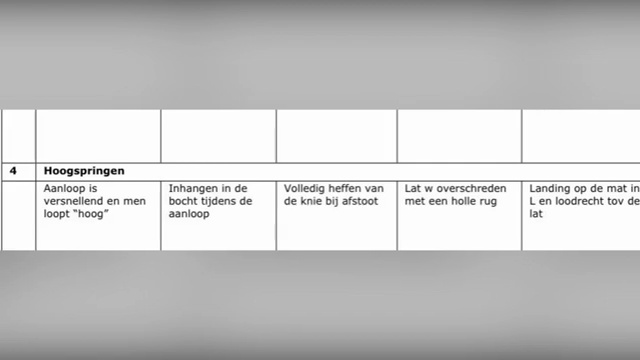 4 Hoogspringen
Aanloop is
versnellend en men
loopt “hoog”
Inhangen in de
bocht tijdens de
aanloop
Volledig heffen van
de knie bij afstoot
Lat w overschreden
met een holle rug
Landing op de mat in
L en loodrecht tov de
lat